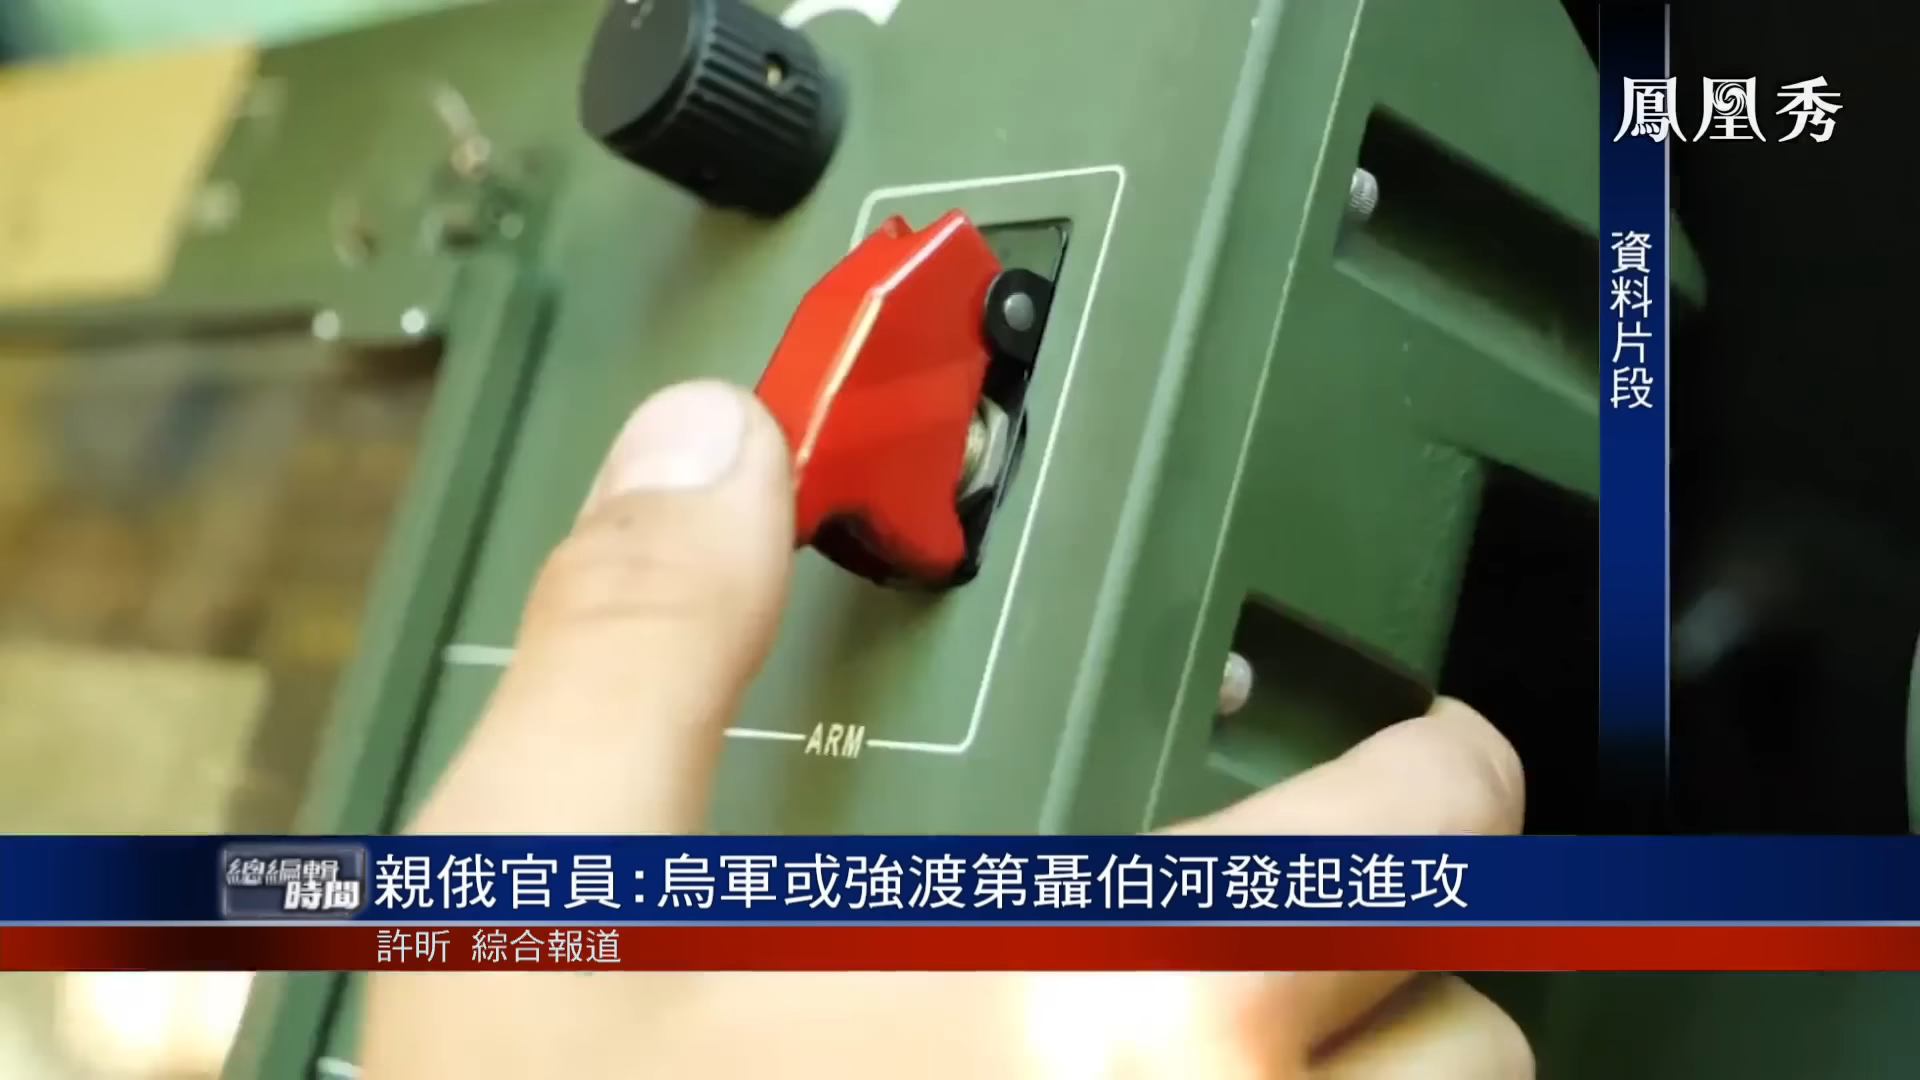 鳳凰秀
資料片段
ARM
總編輯
時間
親俄官員:烏軍或強渡第聶伯河發起進攻
許昕 綜合報道